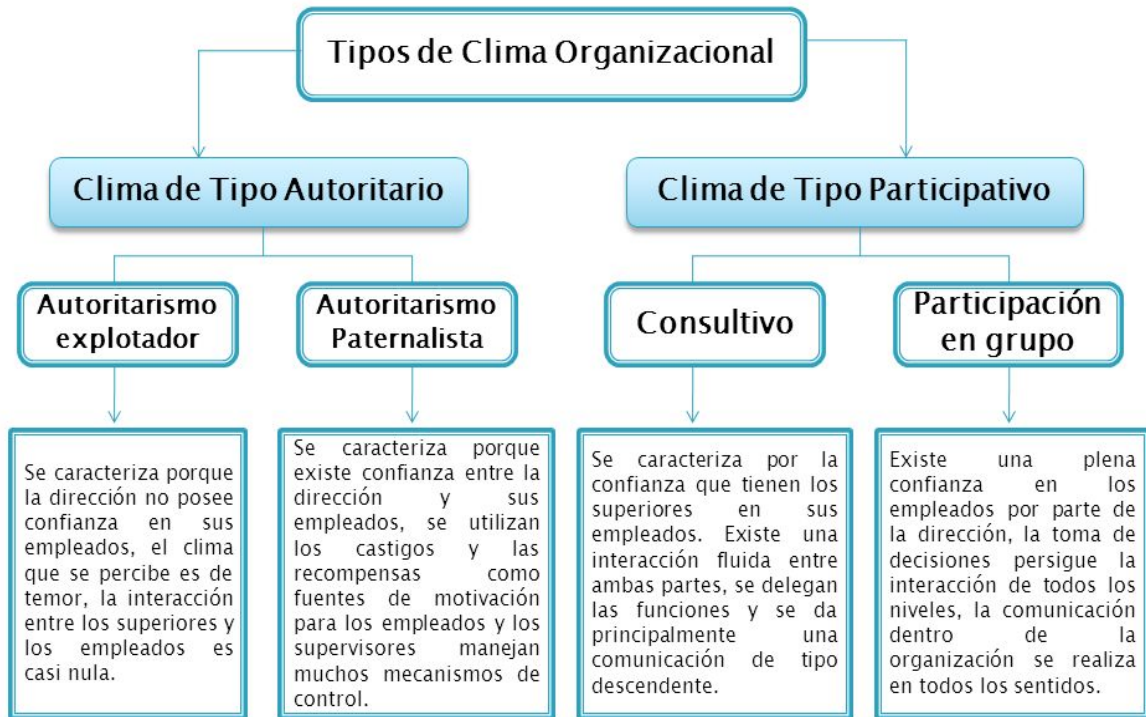 Tipos de Clima Organizacional
Clima de Tipo Autoritario
Clima de Tipo Participativo
Autoritarismo
explotador
Autoritarismo
Paternalista
Consultivo
Participación
en grupo
Se caracteriza porque
la dirección no posee
confianza en sus
empleados, el clima
que se percibe es de
temor, la interacción
entre los superiores y
los empleados es
casi nula.
Se caracteriza porque
existe confianza entre la
dirección y sus
empleados, se utilizan
los castigos y las
recompensas como
fuentes de motivación
para los empleados y los
supervisores manejan
muchos mecanismos de
control.
Se caracteriza por la
confianza que tienen los
superiores en sus
empleados. Existe una
interacción fluida entre
ambas partes, se delegan
las funciones y se da
principalmente una
comunicación de tipo
descendente.
Existe una plena
confianza en los
empleados por parte de
la dirección, la toma de
decisiones persigue la
interacción de todos los
niveles, la comunicación
dentro de la
organización se realiza
en todos los sentidos.